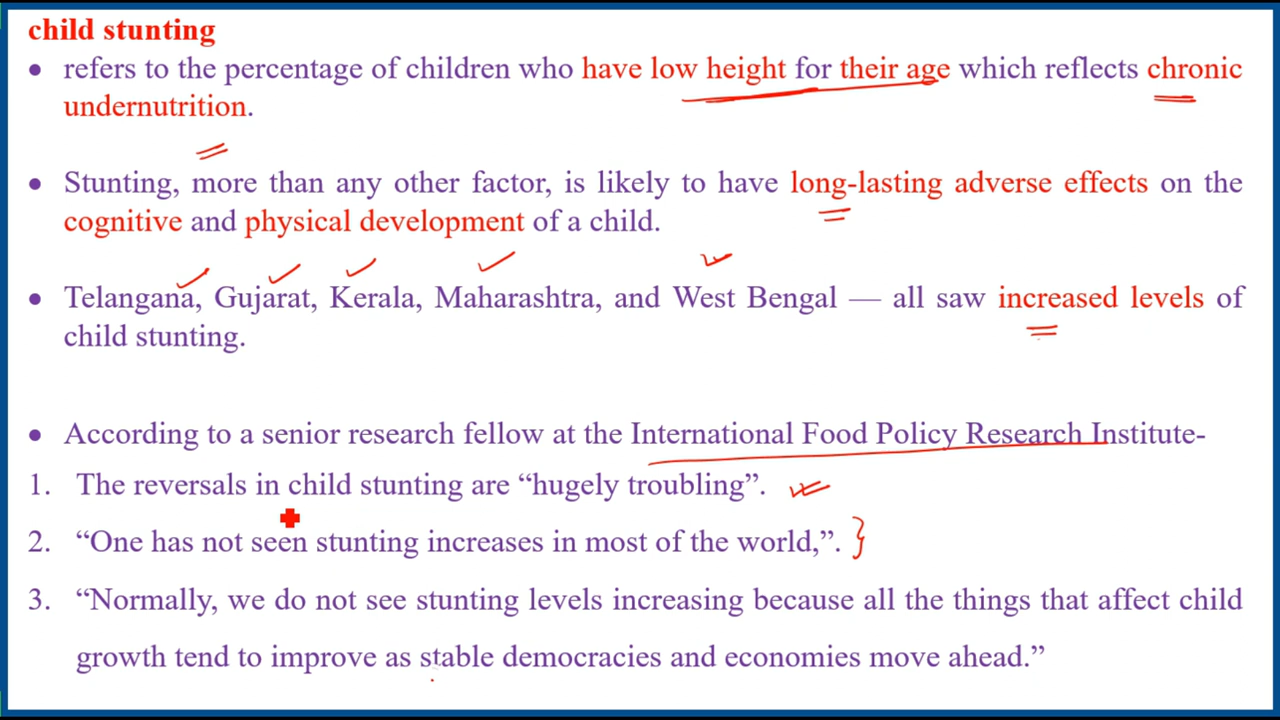 child stunting
• refers to the percentage of children who have low height for their age which reflects chronic
undernutrition.
• Stunting, more than any other factor, is likely to have long-lasting adverse effects on the
cognitive and physical development of a child.
• Telangana, Gujarat, Kerala, Maharashtra, and West Bengal — all saw increased levels of
child stunting.
• According to a senior research fellow at the International Food Policy Research Institute-
1. The reversals in child stunting are “hugely troubling”.
2. “One has not seen stunting increases in most of the world,”.
3. “Normally, we do not see stunting levels increasing because all the things that affect child
growth tend to improve as stable democracies and economies move ahead.”